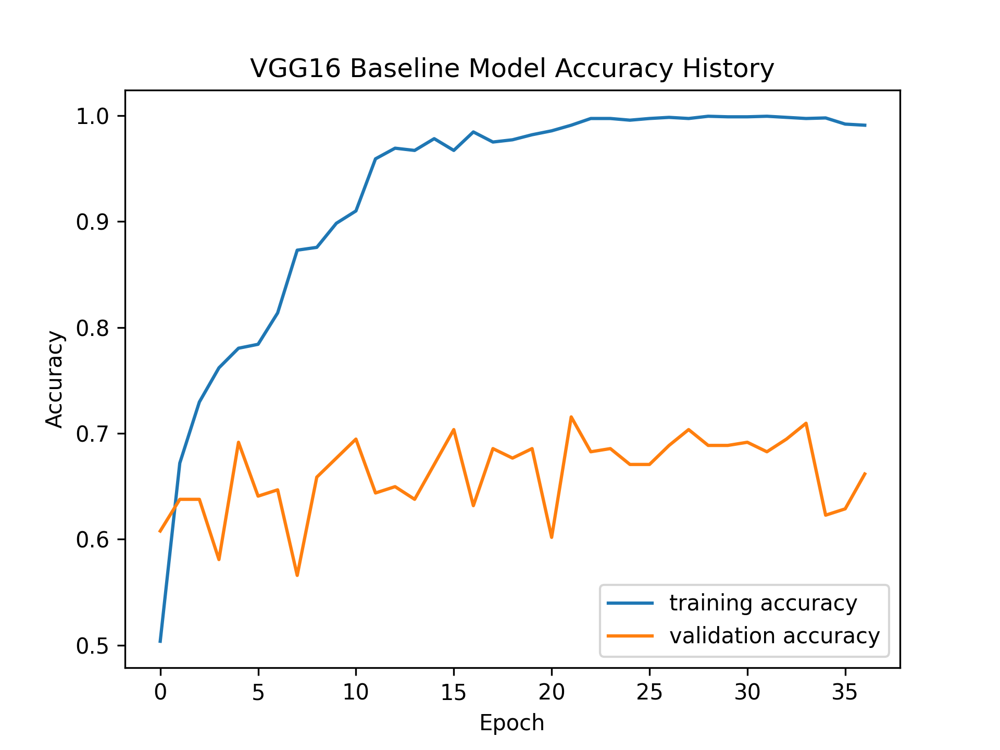 VGG16 Baseline Model Accuracy History
1.0
0.9
0.8
0.7
0.6
0.5
Accuracy
training accuracy
validation accuracy
0 5 10 15 20 25 30 35
Epoch